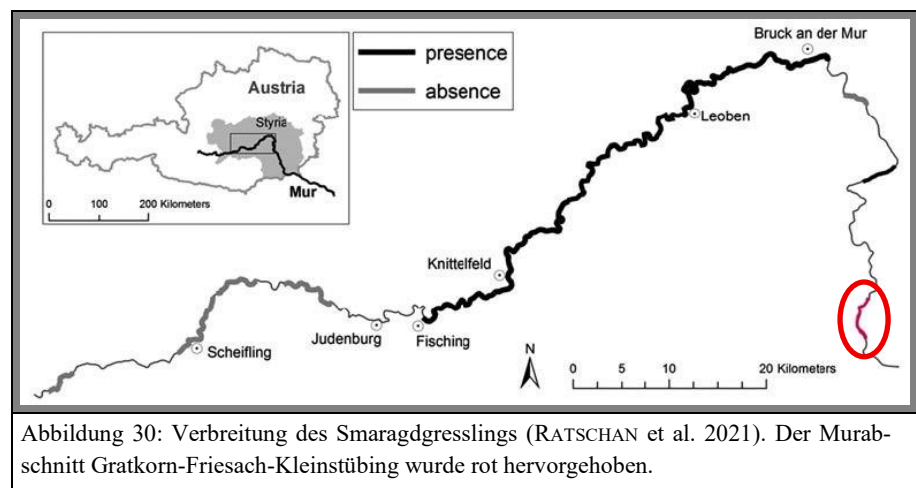 Bruck an der Mur
presence
absence
Austria
Styria
Mur
0 100 200 Kilometers
Leoben
Knittelfeld
Judenburg
Fisching
Scheifling
N
0 5 10 20 Kilometers
Abbildung 30: Verbreitung des Smaragdgresslings (RATSCHAN et al. 2021). Der Murab-
schnitt Gratkorn-Friesach-Kleinstübing wurde rot hervorgehoben.